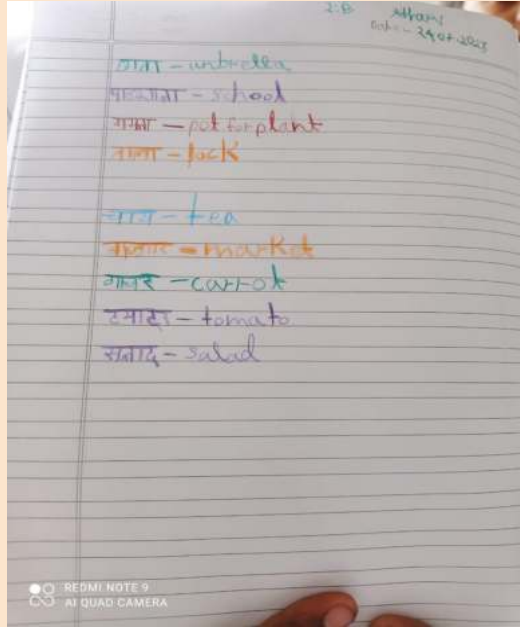 2:B Atharv
Date:- 24.07.2023
छाता - umbrella
पाठशाला - school
गमला - pot for plant
ताला - lock
चाय - tea
बाजार - market
गाजर - carrot
टमाटर - tomato
सलाद - salad
REDMI NOTE 9
AI QUAD CAMERA